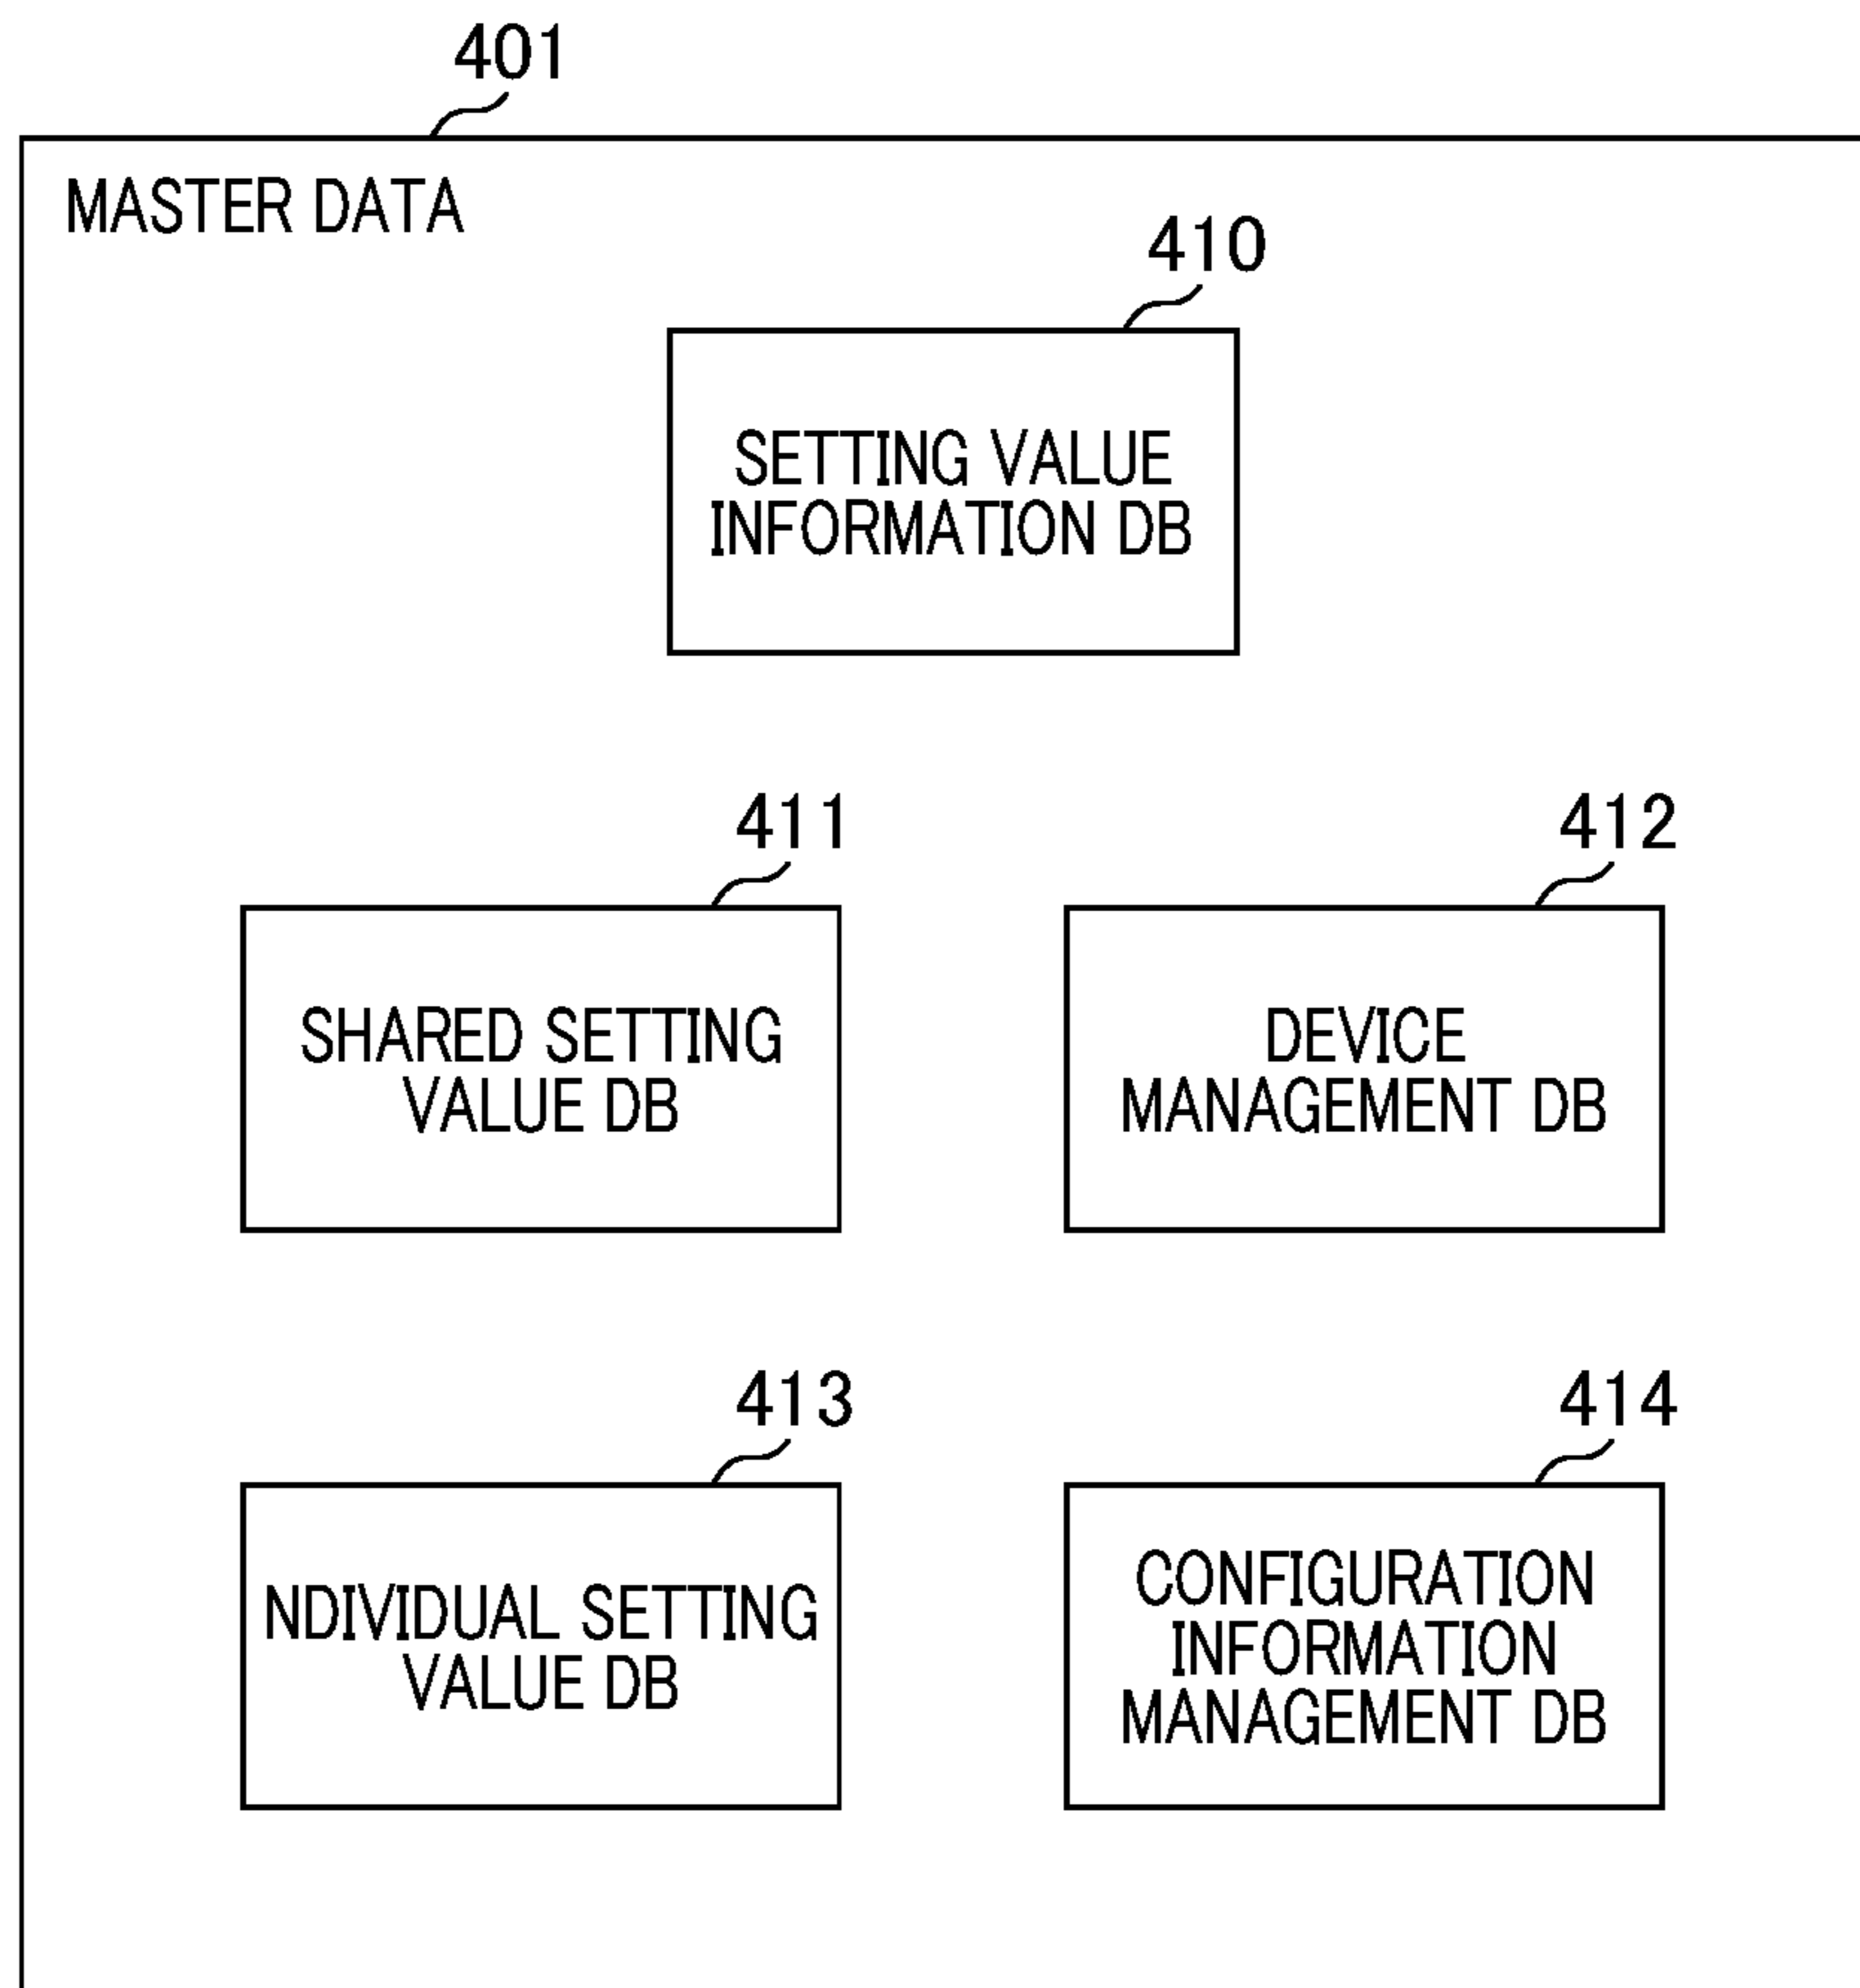 401
MASTER DATA
410
SETTING VALUE
INFORMATION DB
411
412
SHARED SETTING
VALUE DB
DEVICE
MANAGEMENT DB
413
414
NDIVIDUAL SETTING
VALUE DB
CONFIGURATION
INFORMATION
MANAGEMENT DB